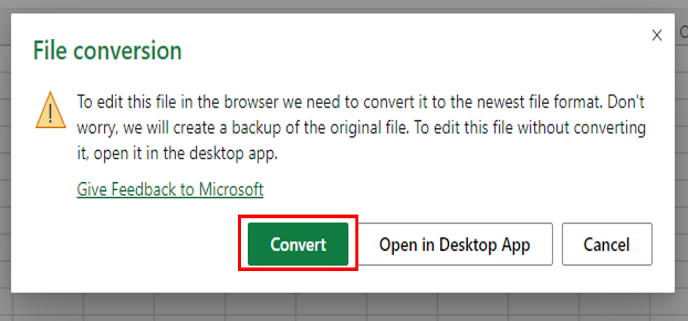 File conversion
To edit this file in the browser we need to convert it to the newest file format. Don't
worry, we will create a backup of the original file. To edit this file without converting
it, open it in the desktop app.
Give Feedback to Microsoft
Convert Open in Desktop App Cancel